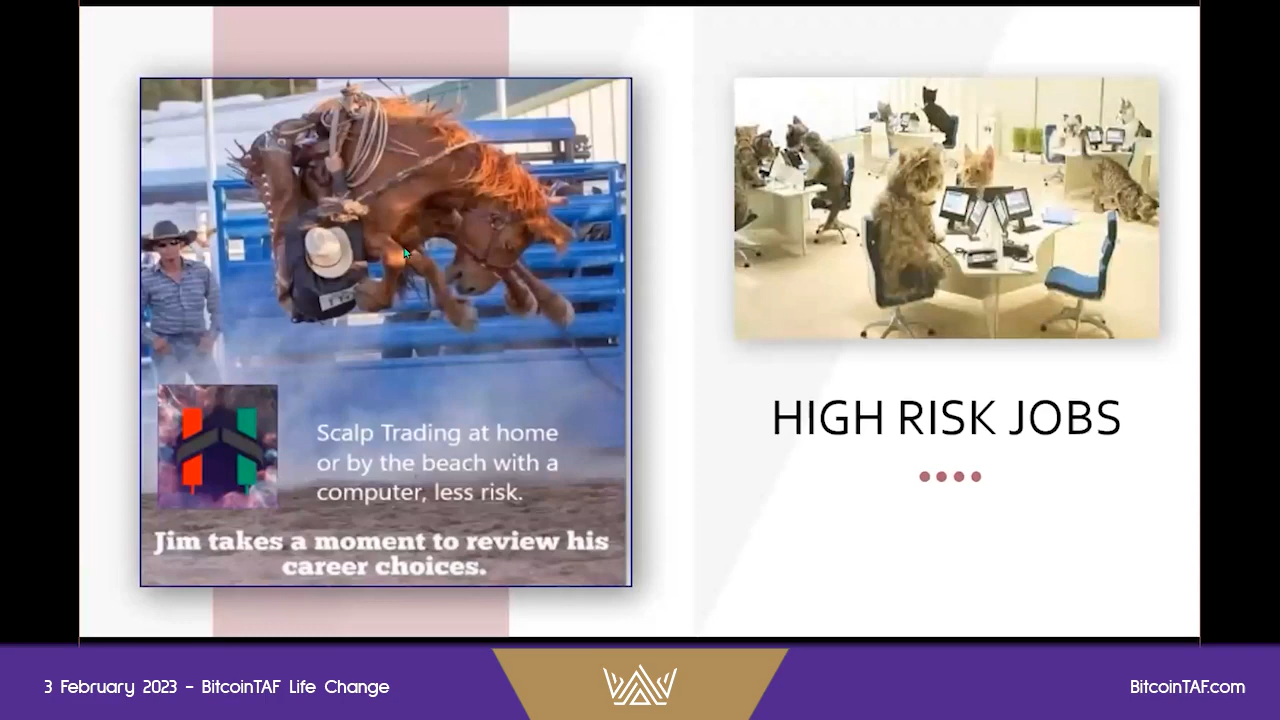 Scalp Trading at home
or by the beach with a
computer, less risk.
Jim takes a moment to review his
career choices.
HIGH RISK JOBS
3 February 2023 - BitcoinTAF Life Change
BitcoinTAF.com